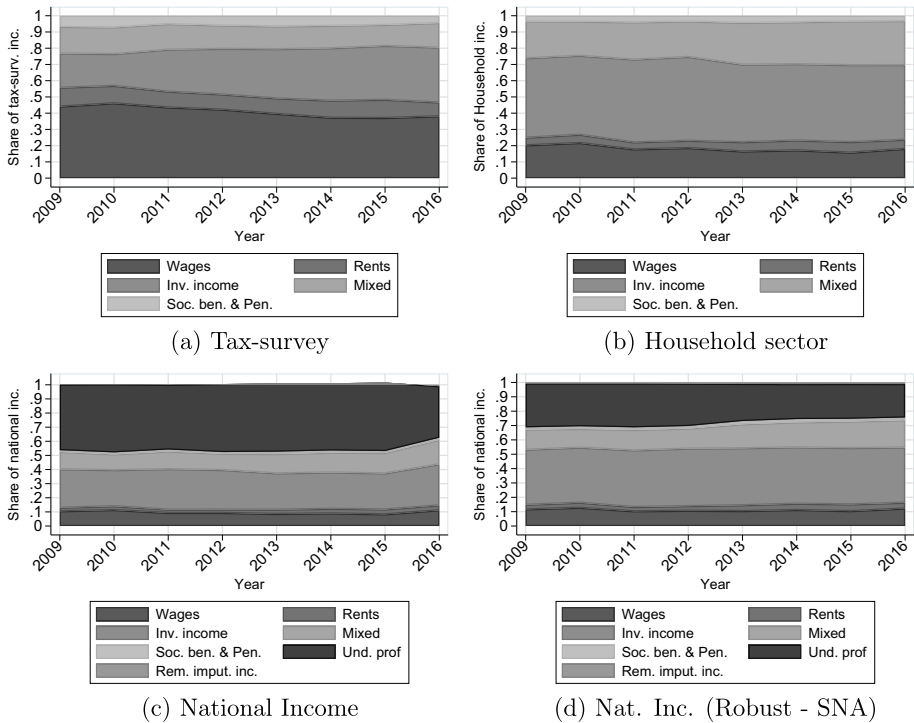 Share of tax-surv. inc.
1
.9
.8
.7
.6
.5
.4
.3
.2
.1
0
2009 2010 2011 2012 2013 2014 2015 2016
Year
Wages Rents
Inv. income Mixed
Soc. ben. & Pen.
(a) Tax-survey
Share of Household inc.
1
.9
.8
.7
.6
.5
.4
.3
.2
.1
0
2009 2010 2011 2012 2013 2014 2015 2016
Year
Wages Rents
Inv. income Mixed
Soc. ben. & Pen.
(b) Household sector
Share of national inc.
1
.9
.8
.7
.6
.5
.4
.3
.2
.1
0
2009 2010 2011 2012 2013 2014 2015 2016
Year
Wages Rents
Inv. income Mixed
Soc. ben. & Pen. Und. prof
Rem. imput. inc.
(c) National Income
Share of national inc.
1
.9
.8
.7
.6
.5
.4
.3
.2
.1
0
2009 2010 2011 2012 2013 2014 2015 2016
Year
Wages Rents
Inv. income Mixed
Soc. ben. & Pen. Und. prof
Rem. imput. inc.
(d) Nat. Inc. (Robust - SNA)